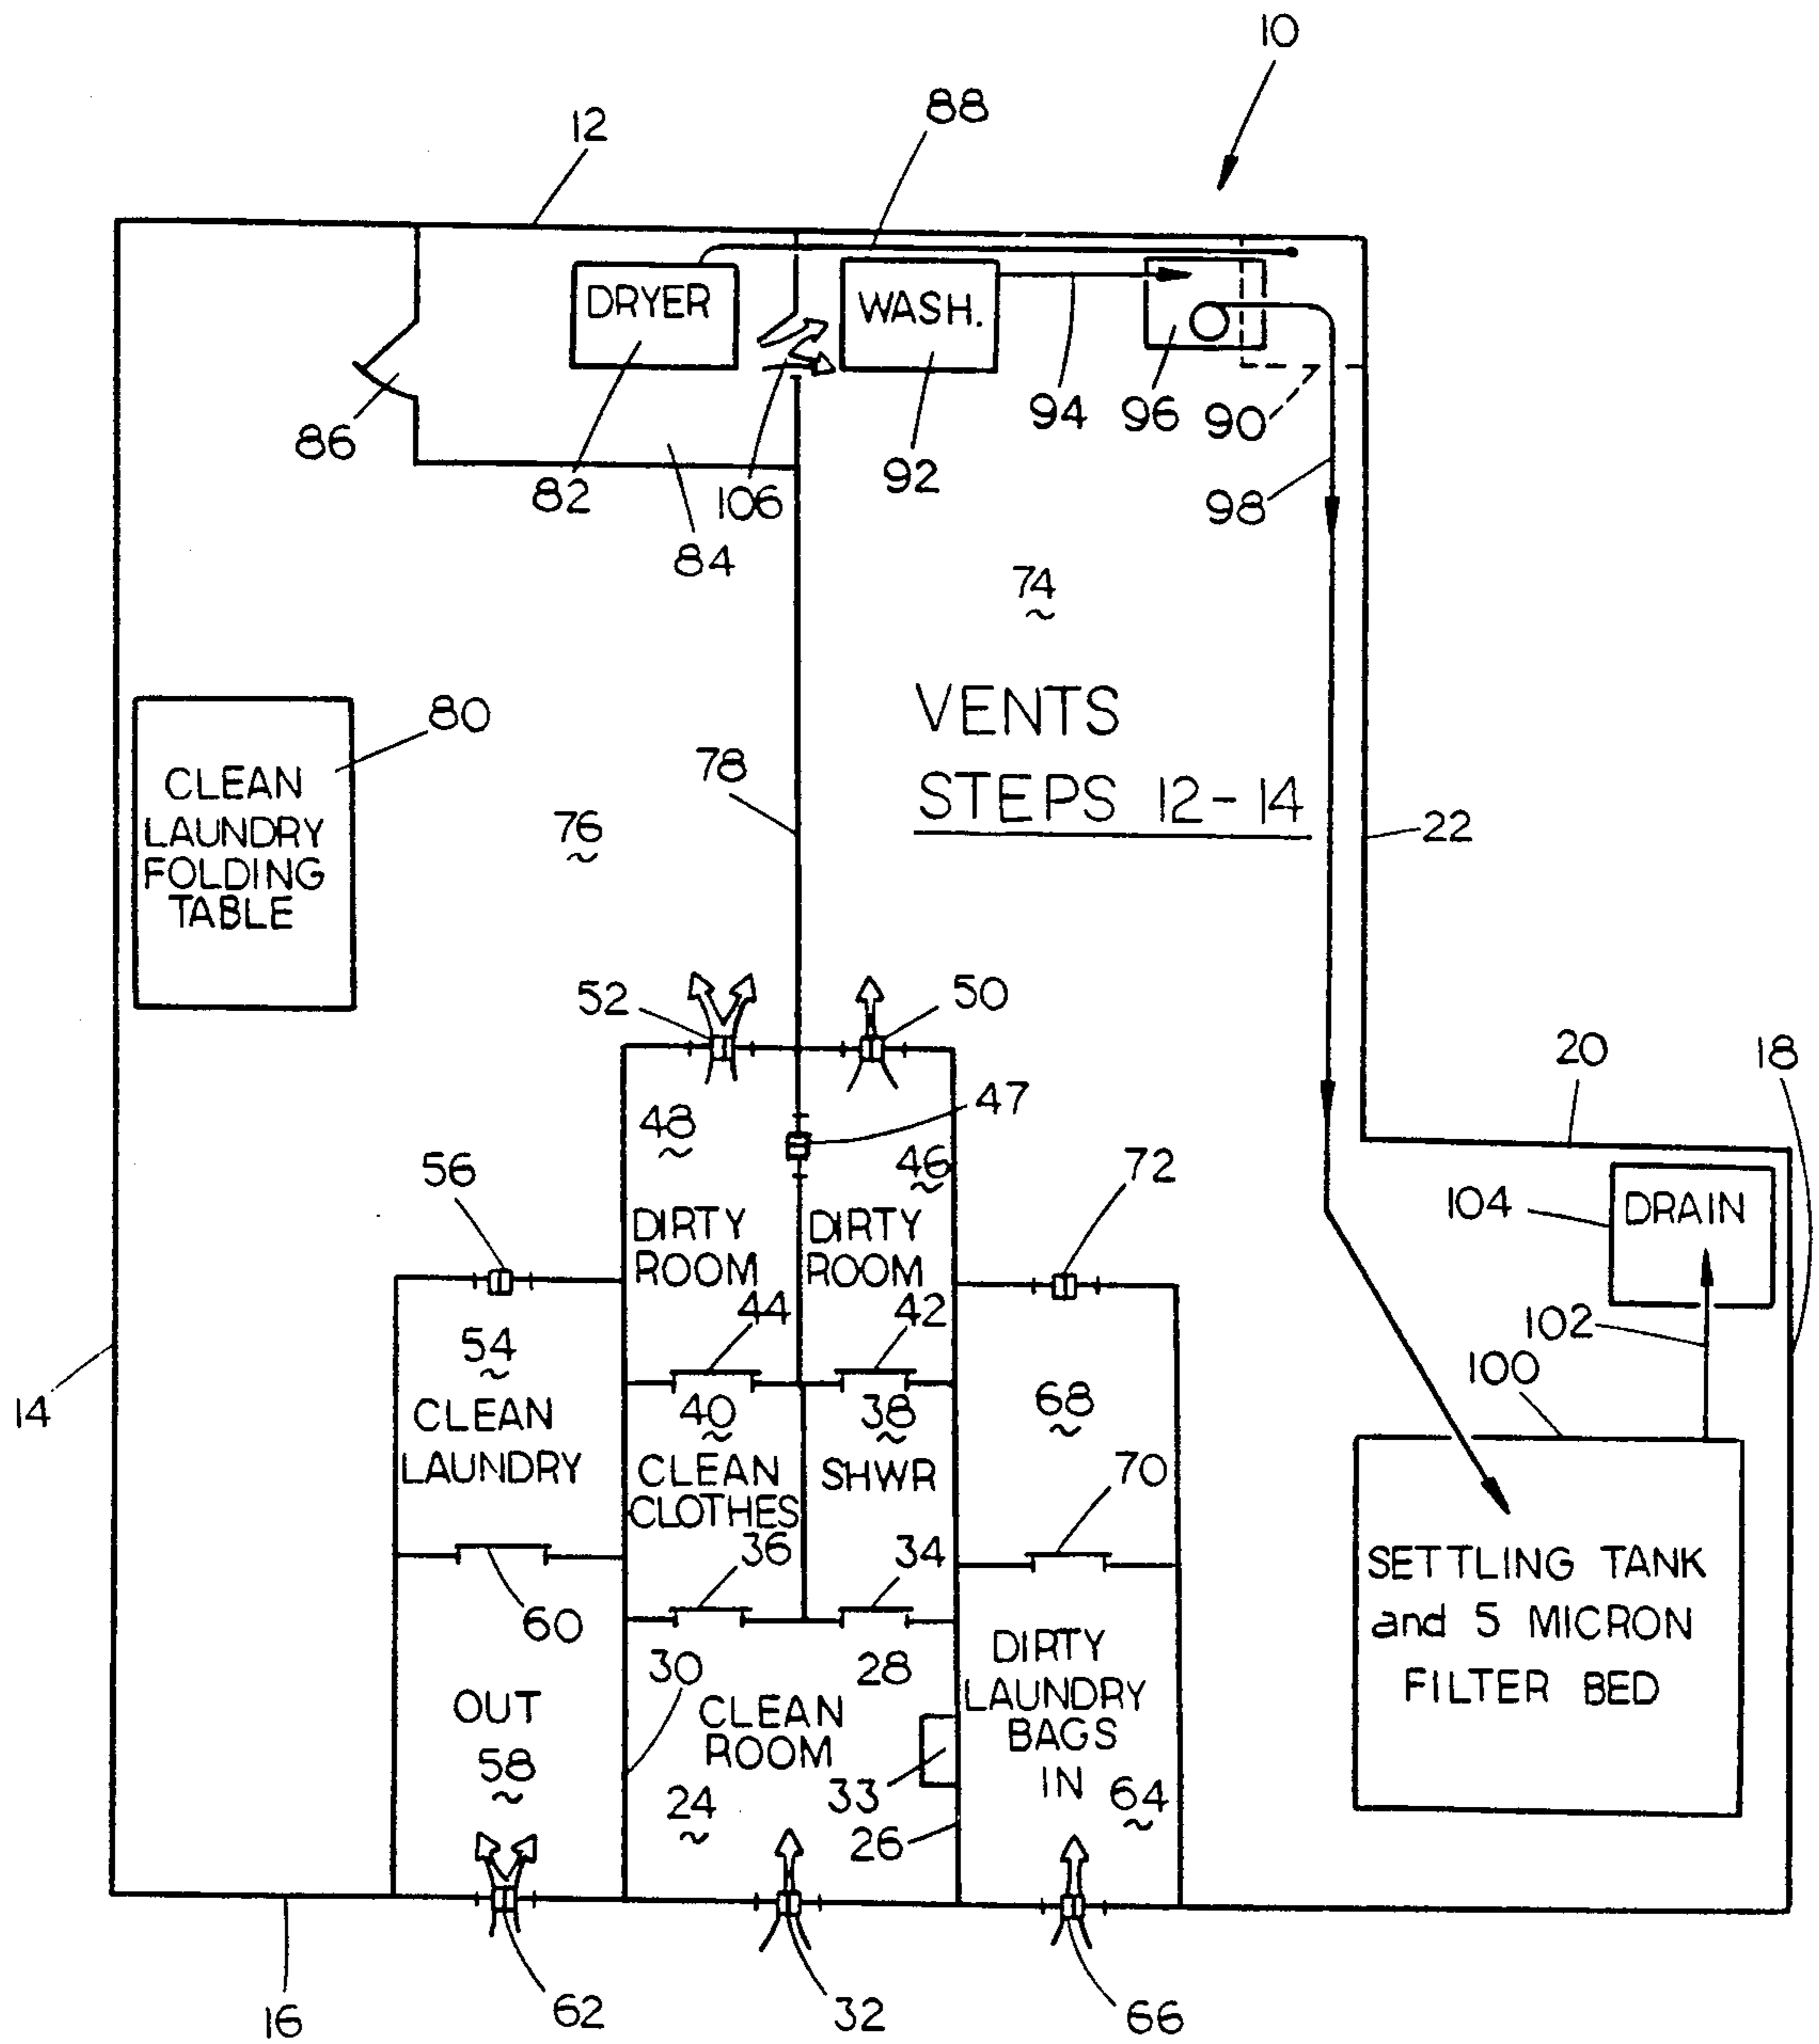 10
12
88
DRYER
WASH.
86
82
106
84
92
94
96
90
98
74
80
CLEAN
LAUNDRY
FOLDING
TABLE
78
76
VENTS
STEPS 12-14
22
52
50
20
18
48
47
46
56
72
DIRTY
ROOM
DIRTY
ROOM
104
DRAIN
44
42
102
100
54
14
CLEAN
LAUNDRY
40
CLEAN
CLOTHES
38
SHWR
68
70
36
34
60
30
28
SETTLING TANK
and 5 MICRON
FILTER BED
OUT
58
CLEAN
ROOM
24
33
26
DIRTY
LAUNDRY
BAGS
IN
64
16
62
32
66